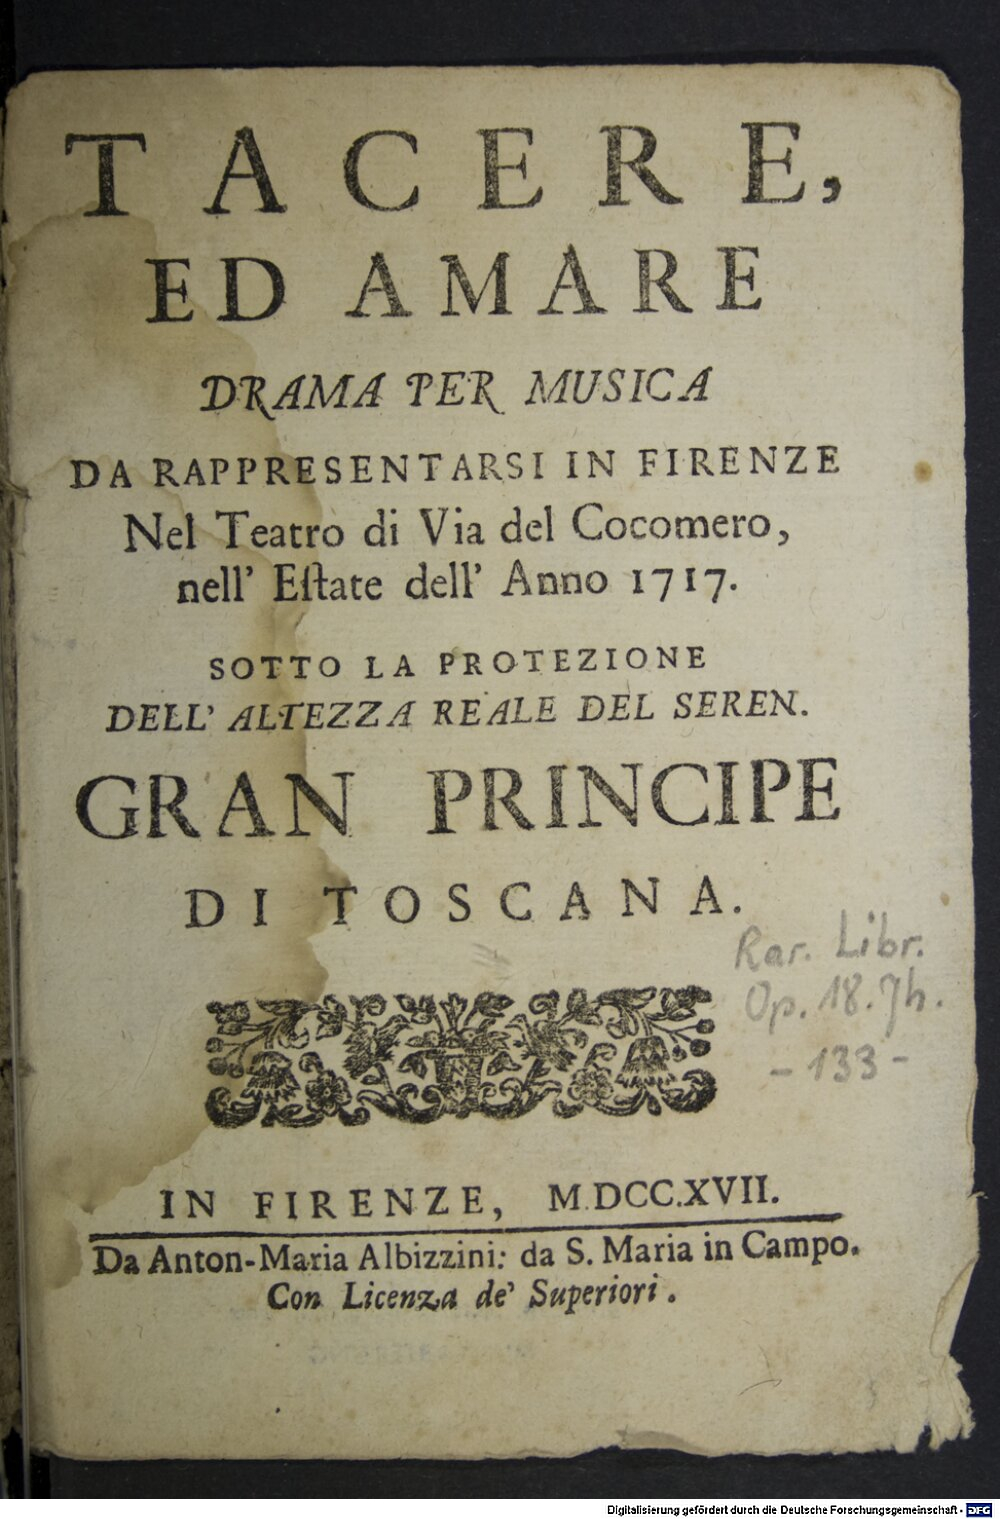 TACERE,
ED AMARE
DRAMA PER MUSICA
DA RAPPRESENTARSI IN FIRENZE
Nel Teatro di Via del Cocomero,
nell' Eſtate dell' Anno 1717.
SOTTO LA PROTEZIONE
DELL' ALTEZZA REALE DEL SEREN.
GRAN PRINCIPE
DI TOSCANA.
Rar. Libr.
Op. 18. Jh.
- 133 -
IN FIRENZE, M.DCC.XVII.
Da Anton-Maria Albizzini: da S. Maria in Campo.
Con Licenza de' Superiori.
Digitalisierung gefördert durch die Deutsche Forschungsgemeinschaft - DFG